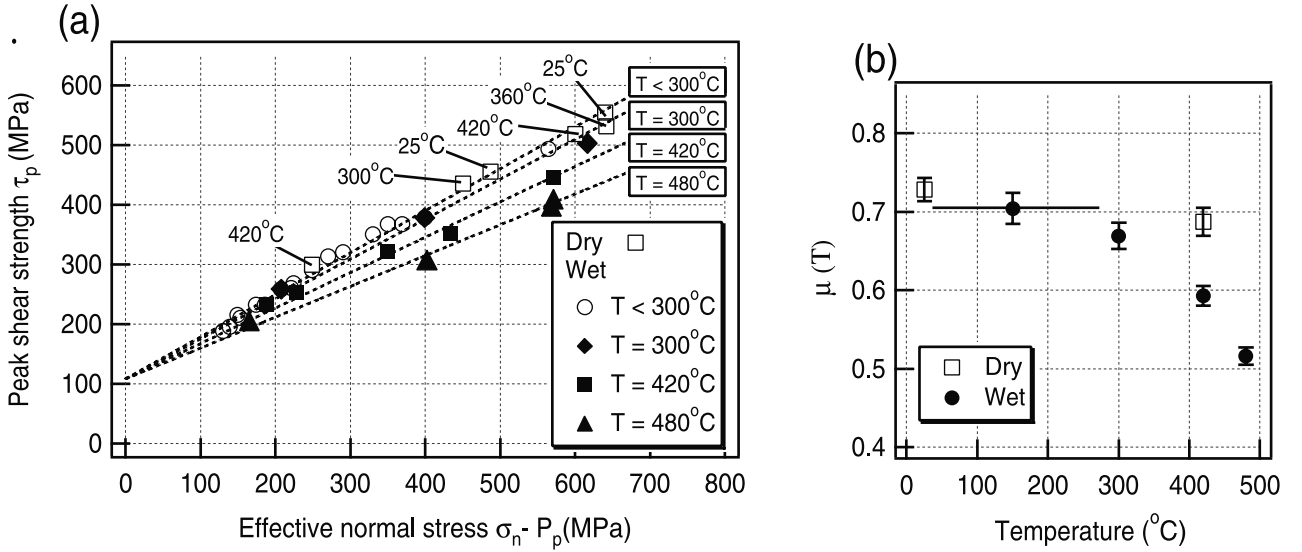 (a)
Peak shear strength τp (MPa)
600
500
400
300
200
100
0
0 100 200 300 400 500 600 700 800
Effective normal stress σn- Pp(MPa)
25°C
360°C
420°C
25°C
300°C
420°C
T < 300°C
T = 300°C
T = 420°C
T = 480°C
Dry
Wet
T < 300°C
T = 300°C
T = 420°C
T = 480°C
(b)
μ (T)
0.8
0.7
0.6
0.5
0.4
0 100 200 300 400 500
Temperature (°C)
Dry
Wet